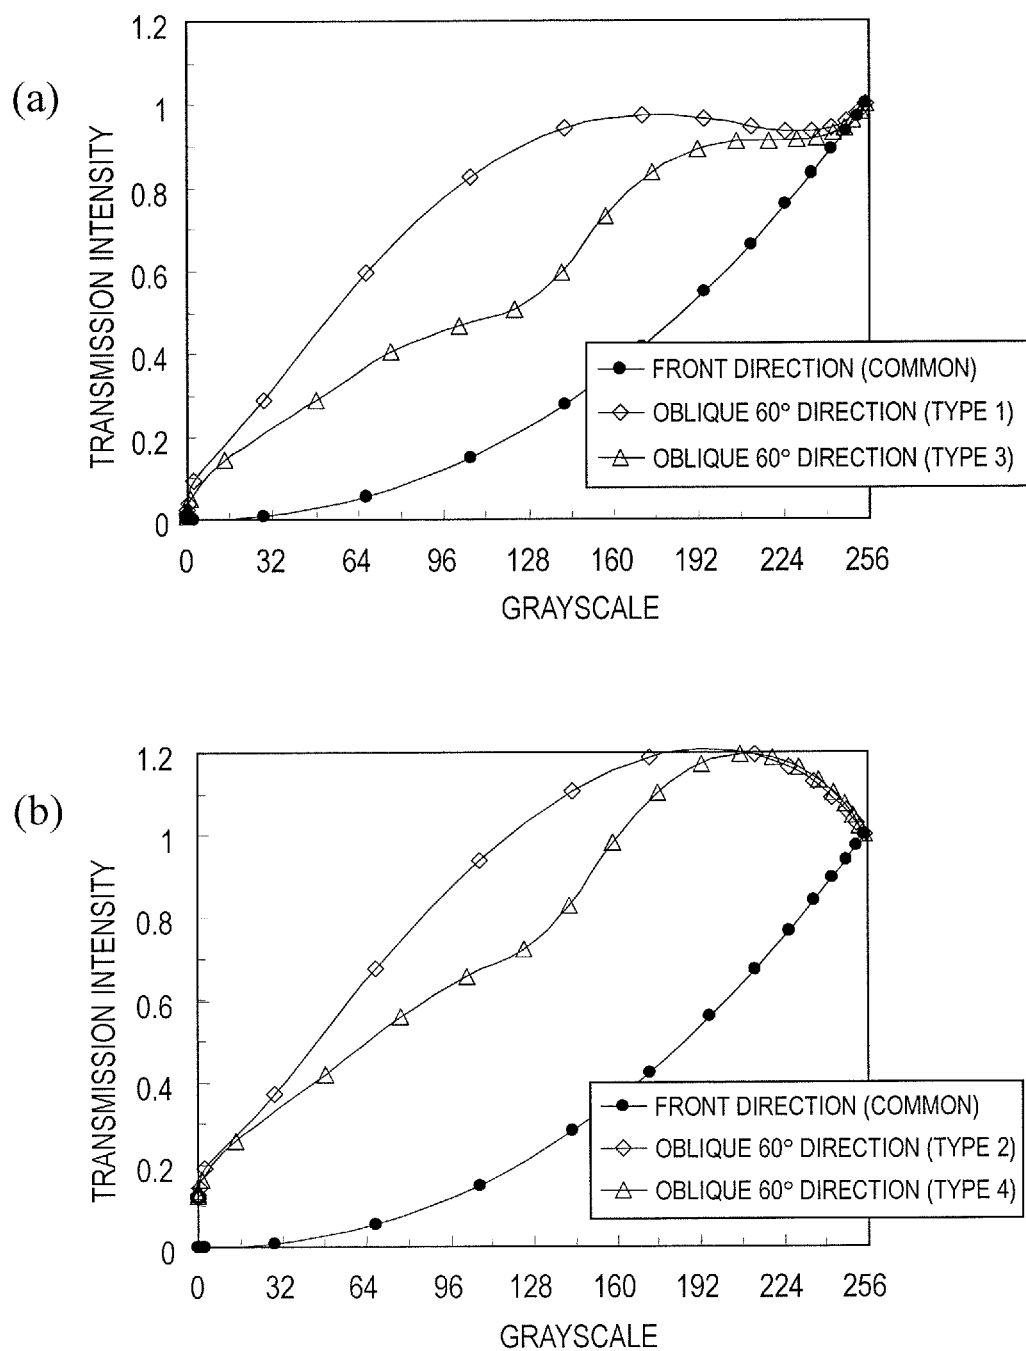 (a)
TRANSMISSION INTENSITY
1.2
1
0.8
0.6
0.4
0.2
0
0 32 64 96 128 160 192 224 256
GRAYSCALE
FRONT DIRECTION (COMMON)
OBLIQUE 60° DIRECTION (TYPE 1)
OBLIQUE 60° DIRECTION (TYPE 3)
(b)
TRANSMISSION INTENSITY
1.2
1
0.8
0.6
0.4
0.2
0
0 32 64 96 128 160 192 224 256
GRAYSCALE
FRONT DIRECTION (COMMON)
OBLIQUE 60° DIRECTION (TYPE 2)
OBLIQUE 60° DIRECTION (TYPE 4)